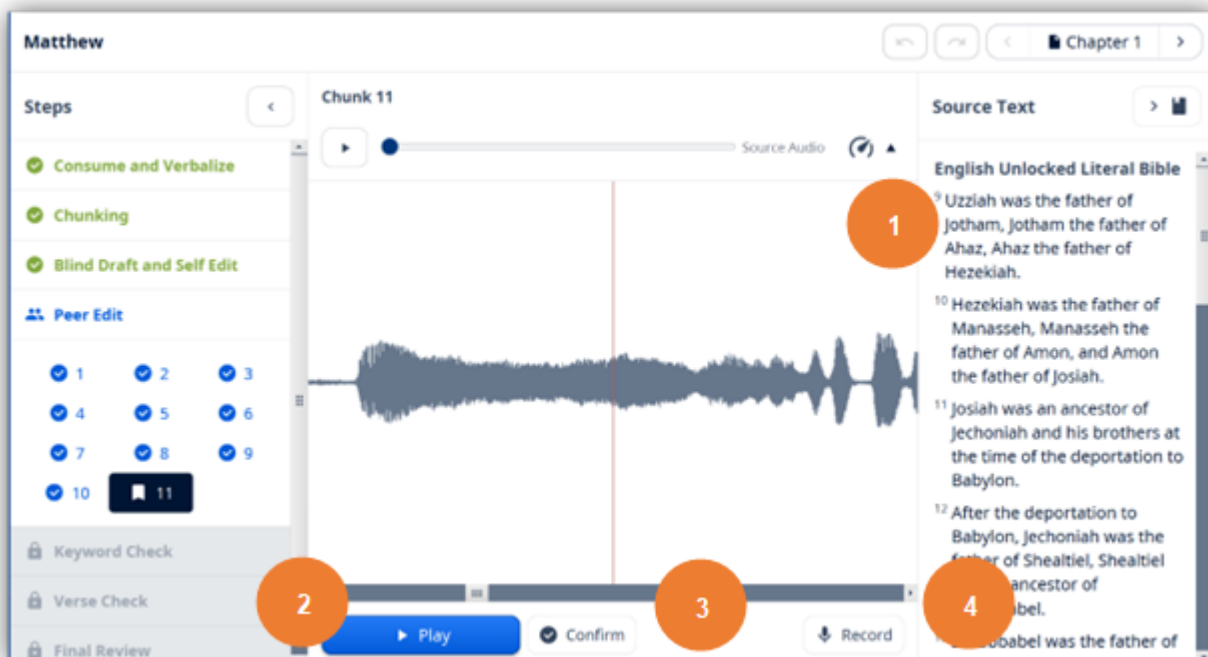 Matthew
Chapter 1
Steps
Consume and Verbalize
Chunking
Blind Draft and Self Edit
Peer Edit
1 2 3
4 5 6
7 8 9
10 11
Keyword Check
Verse Check
Final Review
Chunk 11
Source Audio
2
Play
Confirm
3
Record
Source Text
English Unlocked Literal Bible
1
9 Uzziah was the father of
Jotham, Jotham the father of
Ahaz, Ahaz the father of
Hezekiah.
10 Hezekiah was the father of
Manasseh, Manasseh the
father of Amon, and Amon
the father of Josiah.
11 Josiah was an ancestor of
Jechoniah and his brothers at
the time of the deportation to
Babylon.
12 After the deportation to
Babylon, Jechoniah was the
father of Shealtiel, Shealtiel
ancestor of
4
was the father of